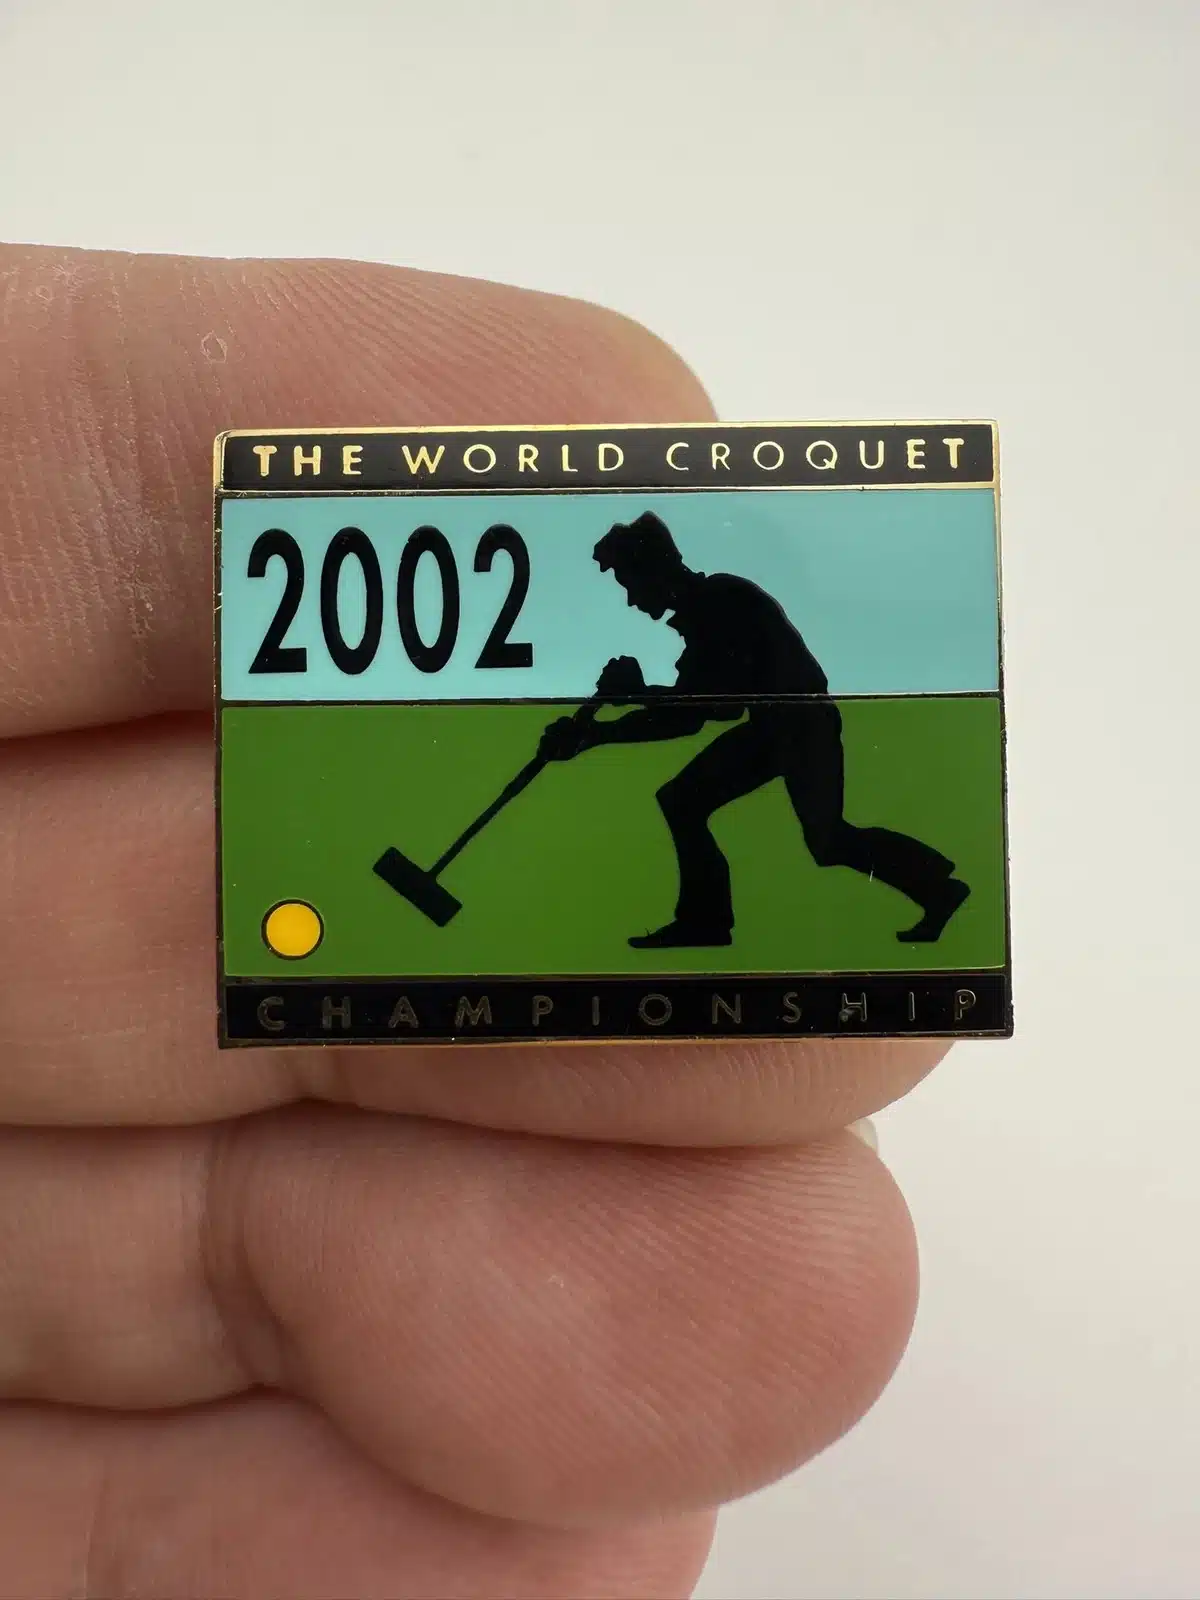 THE WORLD CROQUET
2002
CHAMPIONSHIP